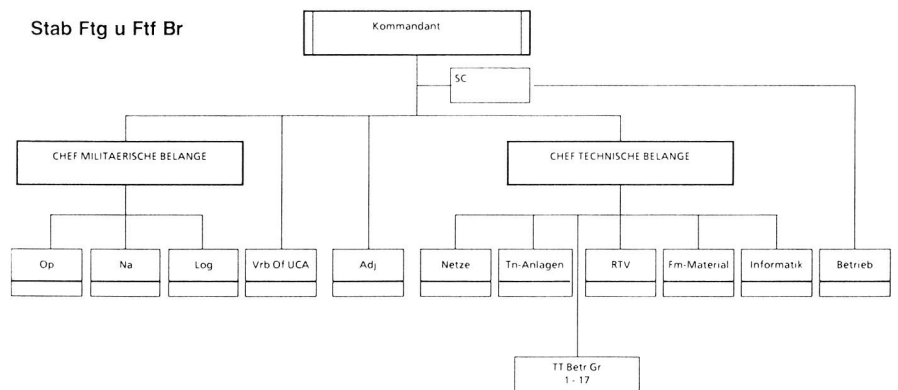 Stab Ftg u Ftf Br
Kommandant
SC
CHEF MILITAERISCHE BELANGE
CHEF TECHNISCHE BELANGE
Op
Na
Log
Vrb Of UCA
Adj
Netze
Tn-Anlagen
RTV
Fm-Material
Informatik
Betrieb
TT Betr Gr
1 - 17